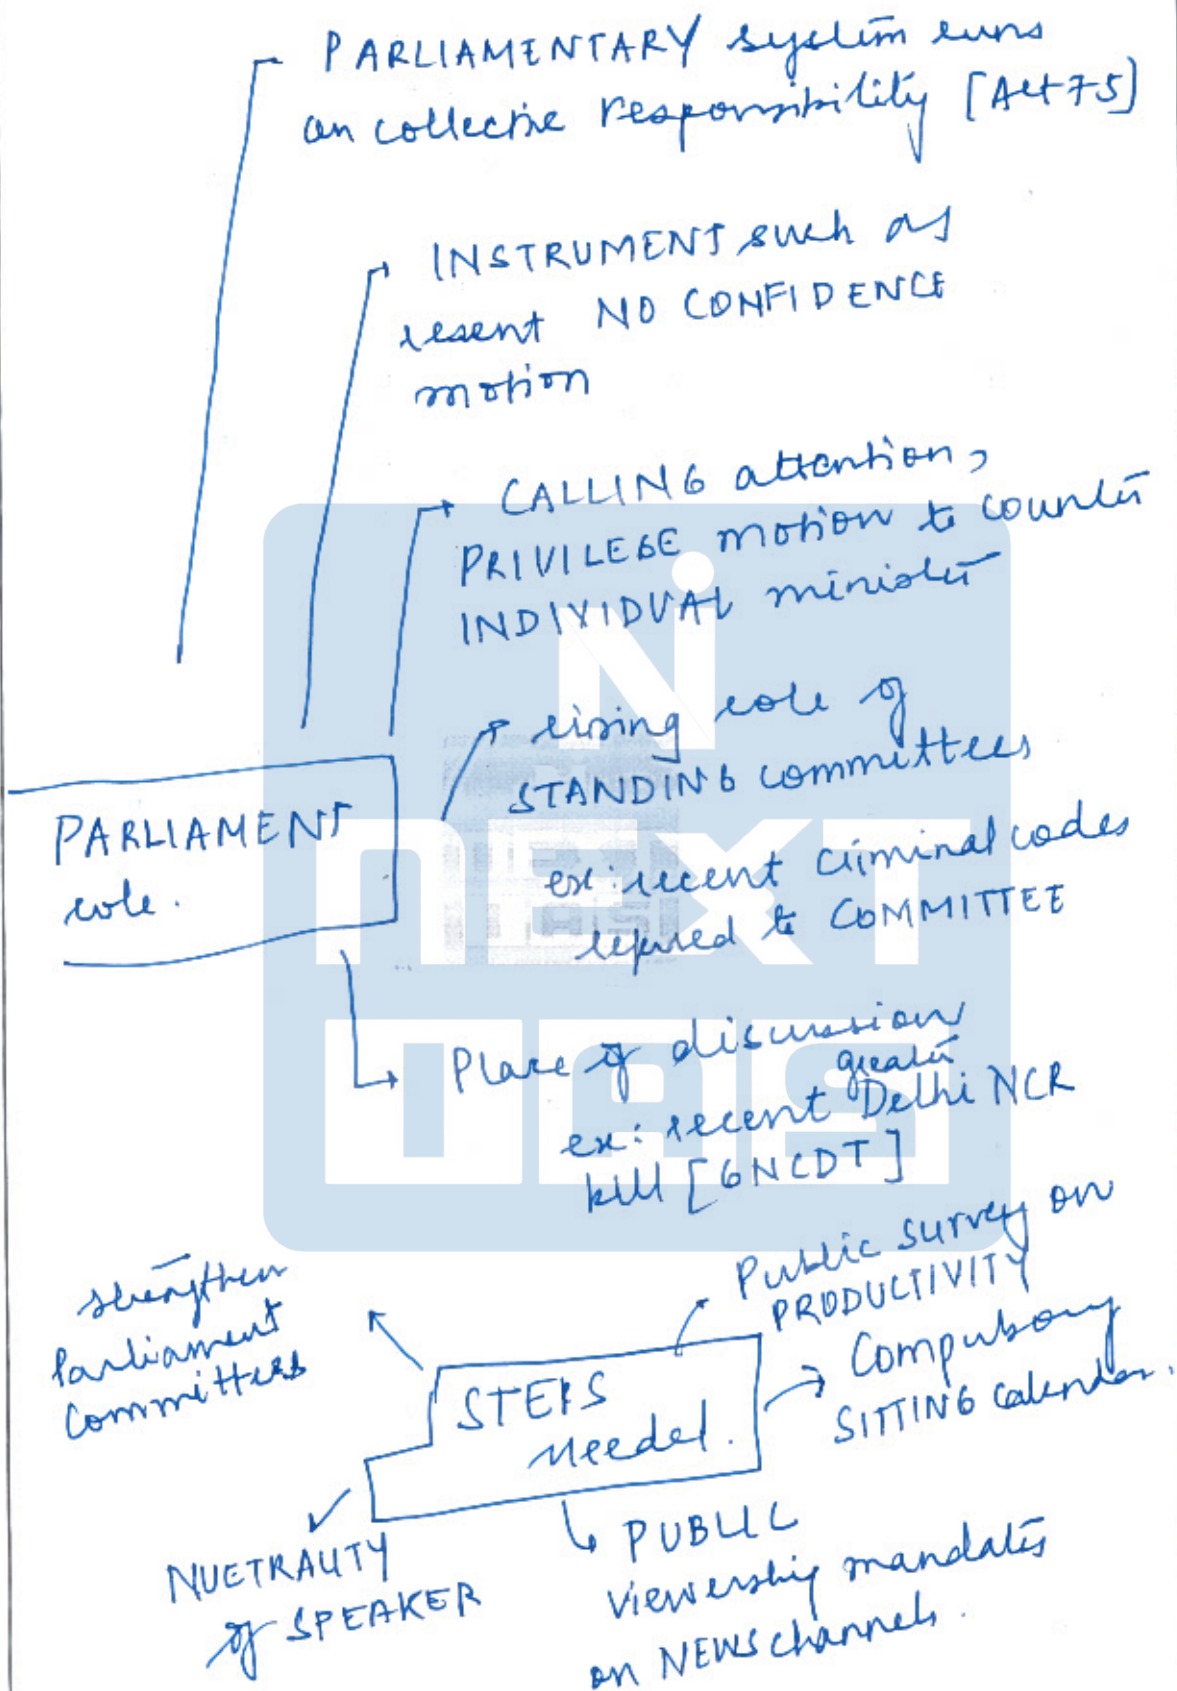 PARLIAMENTARY system runs
on collective responsibility [Art 75]
INSTRUMENT such as
recent NO CONFIDENCE
motion
CALLING attention,
PRIVILEGE motion to counter
INDIVIDUAL minister
rising role of
STANDING committees
ex: recent criminal codes
refered to COMMITTEE
PARLIAMENT
role.
Place of discussion
greater
ex: recent Delhi NCR
bill [GNCDT]
Public survey on
PRODUCTIVITY
strengthen
Parliament
Committees
Compulsory
SITTING Calendar.
STEPS
needed.
NUETRALITY
of SPEAKER
PUBLIC
viewership mandates
on NEWS channels.
NEXT
IAS